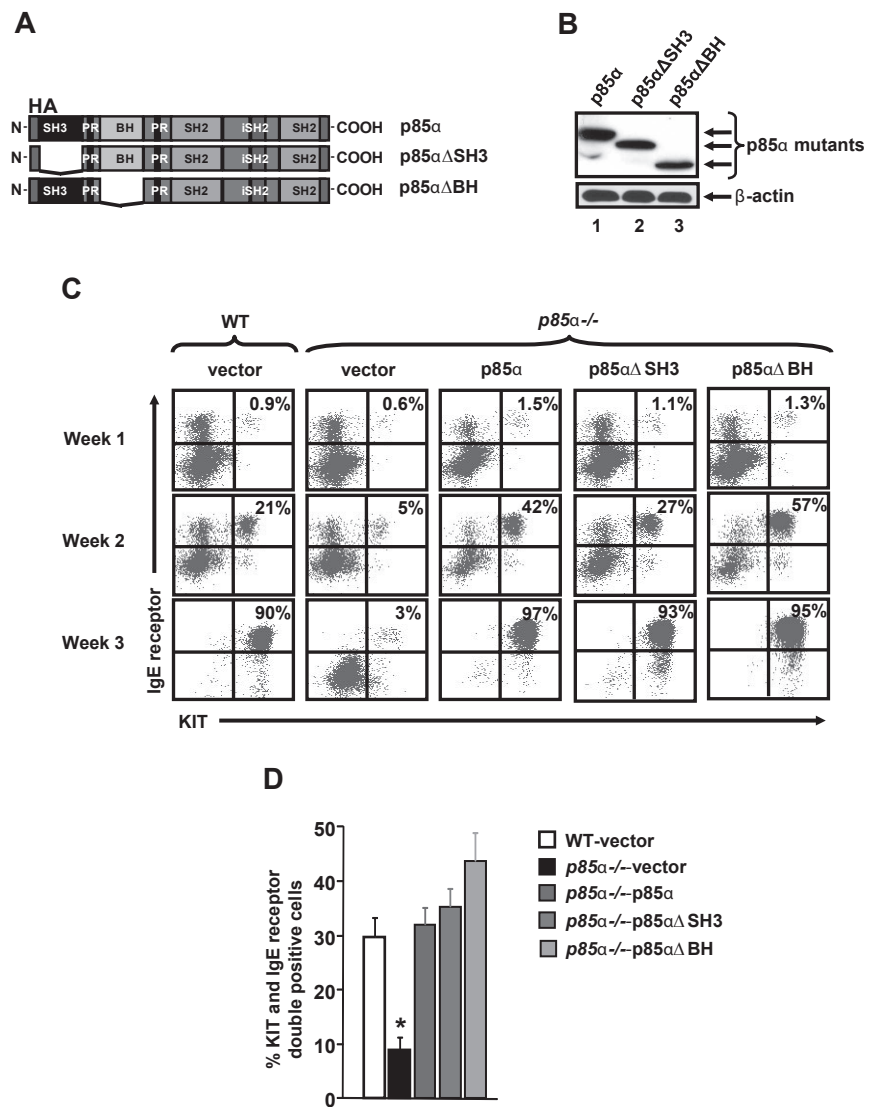 A
HA
N- SH3 PR BH PR SH2 iSH2 SH2 -COOH p85α
N- PR BH PR SH2 iSH2 SH2 -COOH p85αΔSH3
N- SH3 PR PR SH2 iSH2 SH2 -COOH p85αΔBH
B
p85α
p85αΔSH3
p85αΔBH
p85α mutants
β-actin
1 2 3
C
WT
p85α-/-
vector vector p85α p85αΔ SH3 p85αΔ BH
Week 1
0.9% 0.6% 1.5% 1.1% 1.3%
Week 2
21% 5% 42% 27% 57%
Week 3
90% 3% 97% 93% 95%
IgE receptor
KIT
D
% KIT and IgE receptor
double positive cells
50
40
30
20
10
0
*
WT-vector
p85α-/--vector
p85α-/--p85α
p85α-/--p85αΔ SH3
p85α-/--p85αΔ BH